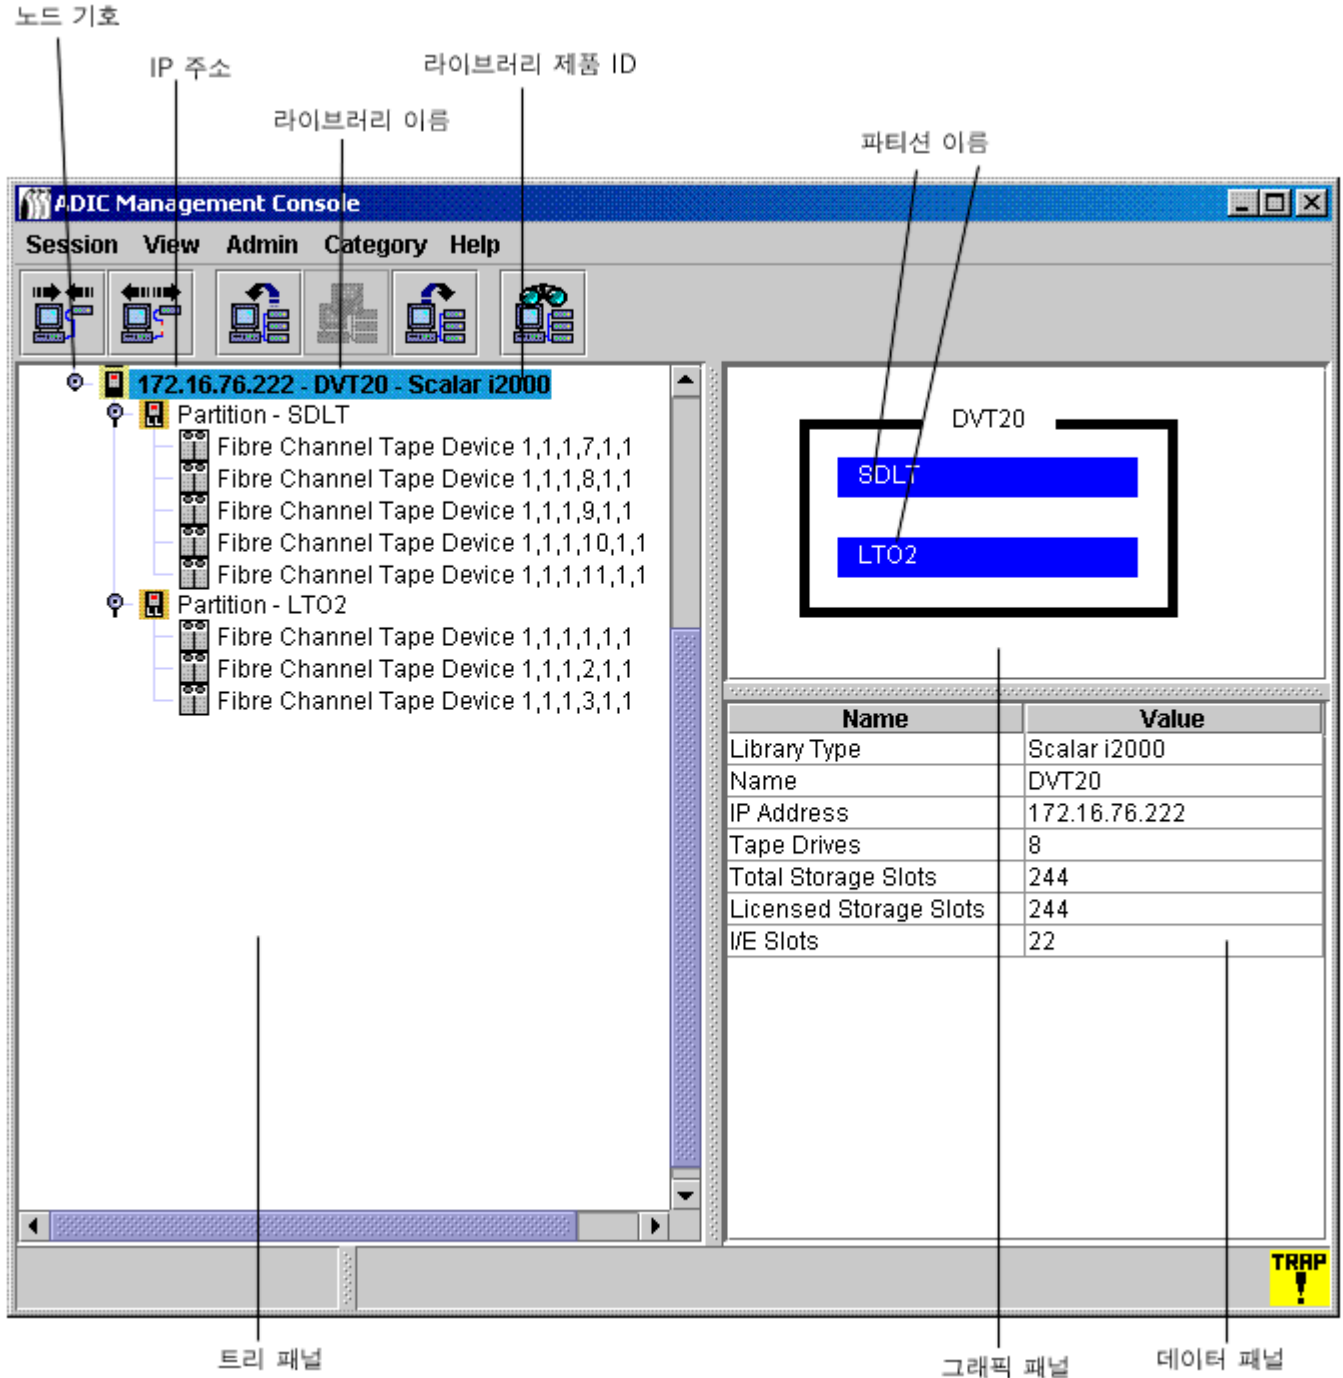 노드 기호
IP 주소
라이브러리 제품 ID
라이브러리 이름
파티션 이름
ADIC Management Console
Session View Admin Category Help
172.16.76.222 - DVT20 - Scalar i2000
Partition - SDLT
Fibre Channel Tape Device 1,1,1,7,1,1
Fibre Channel Tape Device 1,1,1,8,1,1
Fibre Channel Tape Device 1,1,1,9,1,1
Fibre Channel Tape Device 1,1,1,10,1,1
Fibre Channel Tape Device 1,1,1,11,1,1
Partition - LTO2
Fibre Channel Tape Device 1,1,1,1,1,1
Fibre Channel Tape Device 1,1,1,2,1,1
Fibre Channel Tape Device 1,1,1,3,1,1
DVT20
SDLT
LTO2
Name Value
Library Type Scalar i2000
Name DVT20
IP Address 172.16.76.222
Tape Drives 8
Total Storage Slots 244
Licensed Storage Slots 244
I/E Slots 22
TRAP
!
트리 패널
그래픽 패널
데이터 패널